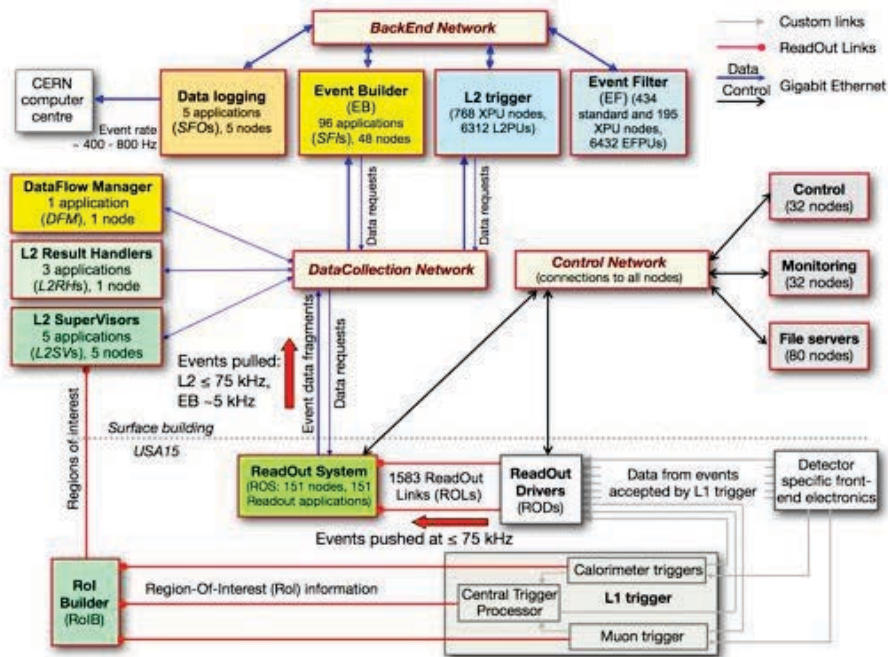 BackEnd Network
Custom links
ReadOut Links
Data
Control
Gigabit Ethernet
CERN
computer
centre
Event rate
~ 400 - 800 Hz
Data logging
5 applications
(SFOs), 5 nodes
Event Builder
(EB)
96 applications
(SFIs), 48 nodes
L2 trigger
(768 XPU nodes,
6312 L2PUs)
Event Filter
(EF) (434
standard and 195
XPU nodes,
6432 EFPUs)
DataFlow Manager
1 application
(DFM), 1 node
L2 Result Handlers
3 applications
(L2RHs), 1 node
L2 SuperVisors
5 applications
(L2SVs), 5 nodes
Data requests
Data requests
DataCollection Network
Control Network
(connections to all nodes)
Control
(32 nodes)
Monitoring
(32 nodes)
File servers
(80 nodes)
Events pulled:
L2 ≤ 75 kHz,
EB ~5 kHz
Event data fragments
Data requests
Regions of interest
Surface building
USA15
ReadOut System
(ROS: 151 nodes, 151
Readout applications)
1583 ReadOut
Links (ROLs)
ReadOut
Drivers
(RODs)
Data from events
accepted by L1 trigger
Detector
specific front-
end electronics
Events pushed at ≤ 75 kHz
RoI
Builder
(RoIB)
Region-Of-Interest (RoI) information
Calorimeter triggers
Central Trigger
Processor
L1 trigger
Muon trigger